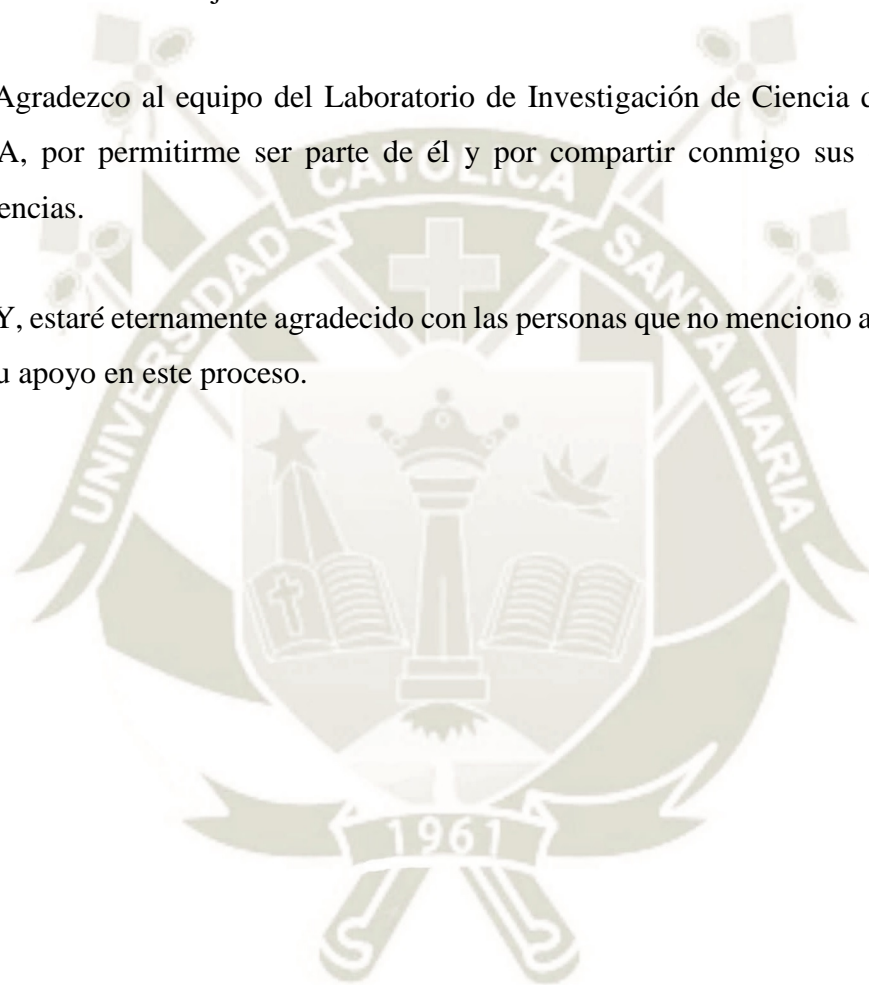 Agradezco al equipo del Laboratorio de Investigación de Ciencia
A, por permitirme ser parte de él y por compartir conmigo sus
encias.
Y, estaré eternamente agradecido con las personas que no menciono a
u apoyo en este proceso.
UNIVERSIDAD CATOLICA SANTA MARIA
1961